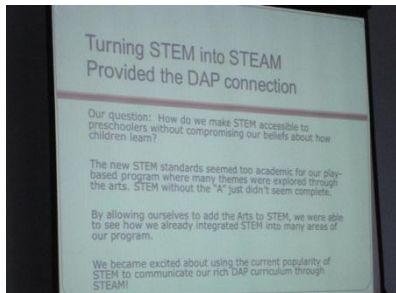 Turning STEM into STEAM
Provided the DAP connection
Our question: How do we make STEM accessible to
preschoolers without compromising our beliefs about how
children learn?
The new STEM standards seemed too academic for our play-
based program where many themes were explored through
the arts. STEM without the "A" just didn't seem complete.
By allowing ourselves to add the Arts to STEM, we were able
to see how we already integrated STEM into many areas of
our program.
We became excited about using the current popularity of
STEM to communicate our rich DAP curriculum through
STEAM!